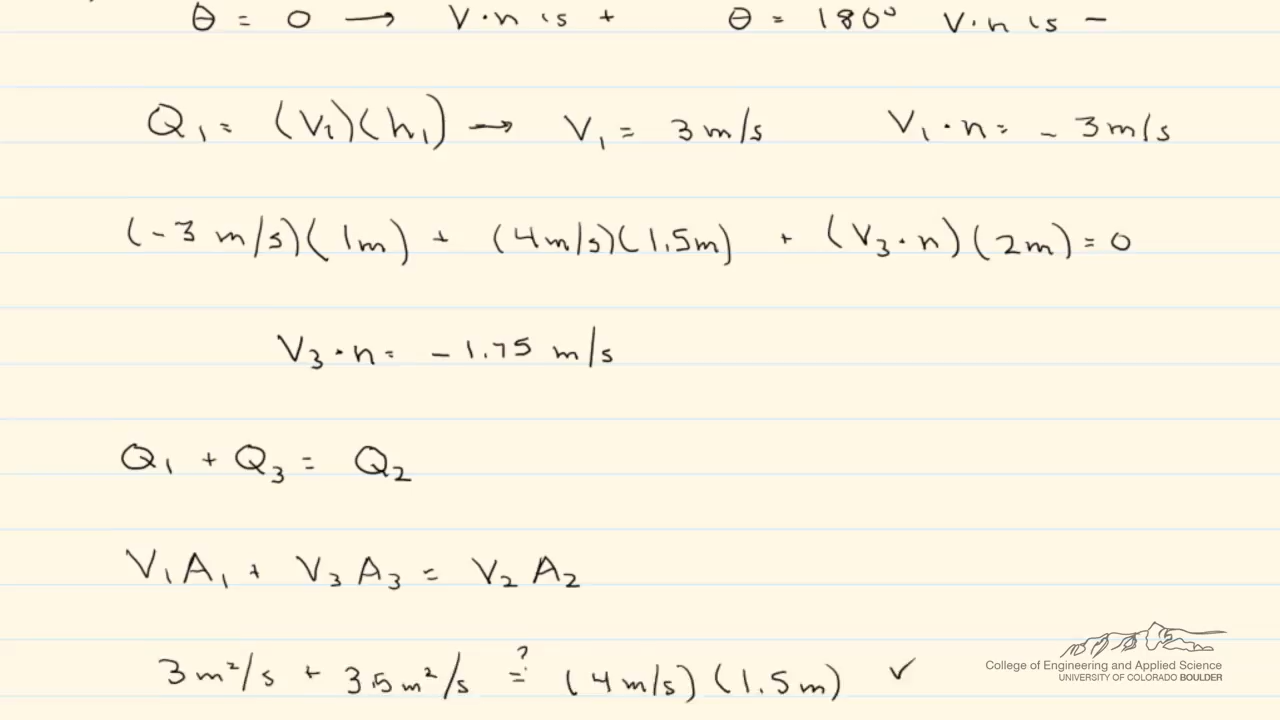 θ = 0 → V·n is + θ = 180° V·n is −
Q₁ = (V₁)(h₁) → V₁ = 3 m/s V₁·n = - 3 m/s
(-3 m/s)(1m) + (4m/s)(1.5m) + (V₃·n)(2m) = 0
V₃·n = - 1.75 m/s
Q₁ + Q₃ = Q₂
V₁A₁ + V₃A₃ = V₂A₂
3 m²/s + 3.5 m²/s ≟ (4 m/s)(1.5m) ✓
College of Engineering and Applied Science
UNIVERSITY OF COLORADO BOULDER